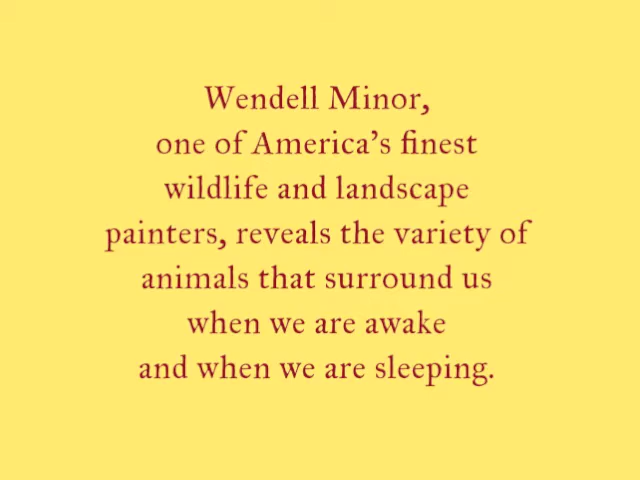 Wendell Minor,
one of America’s finest
wildlife and landscape
painters, reveals the variety of
animals that surround us
when we are awake
and when we are sleeping.